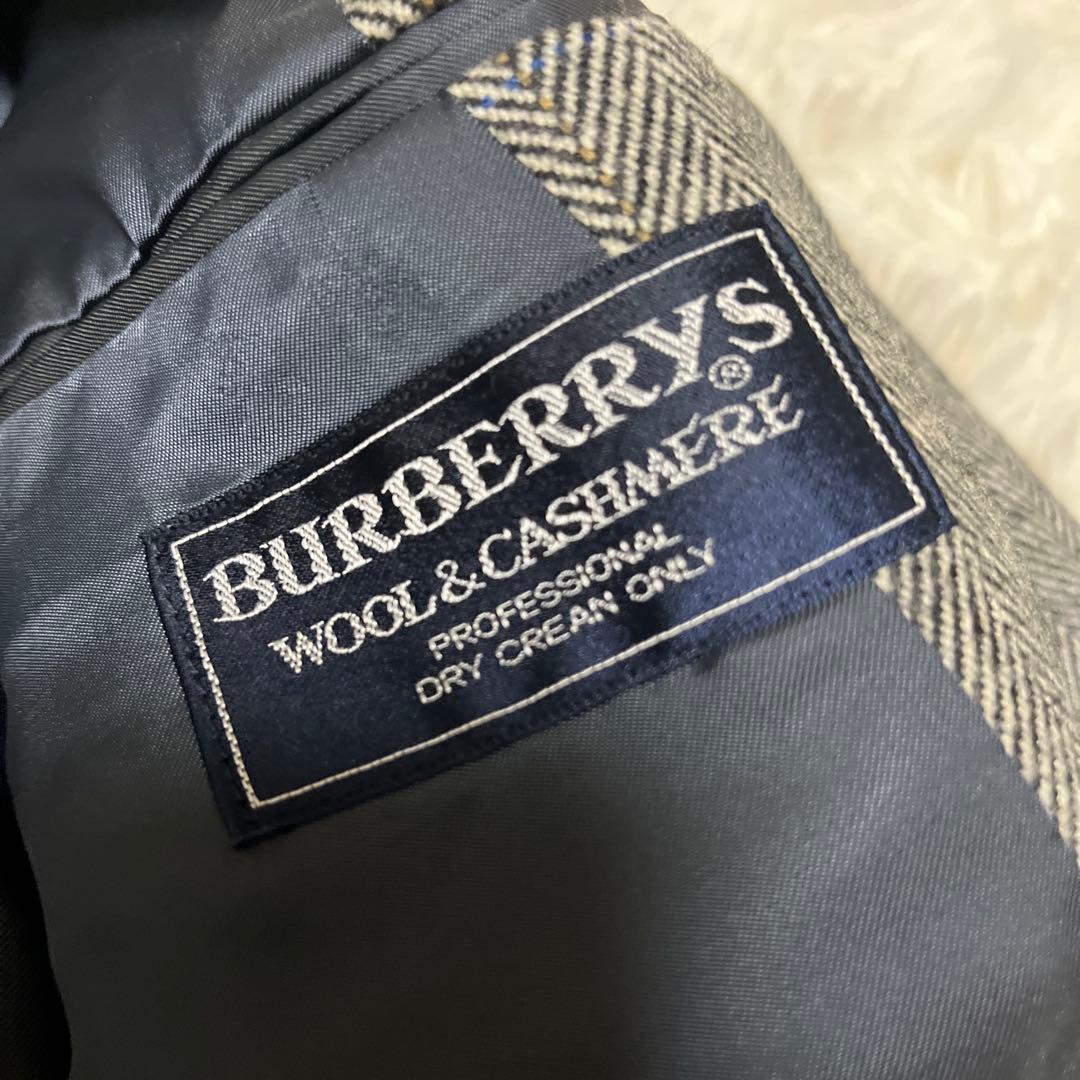 BURBERRYS®
WOOL&CASHMERE
PROFESSIONAL
DRY CREAN ONLY